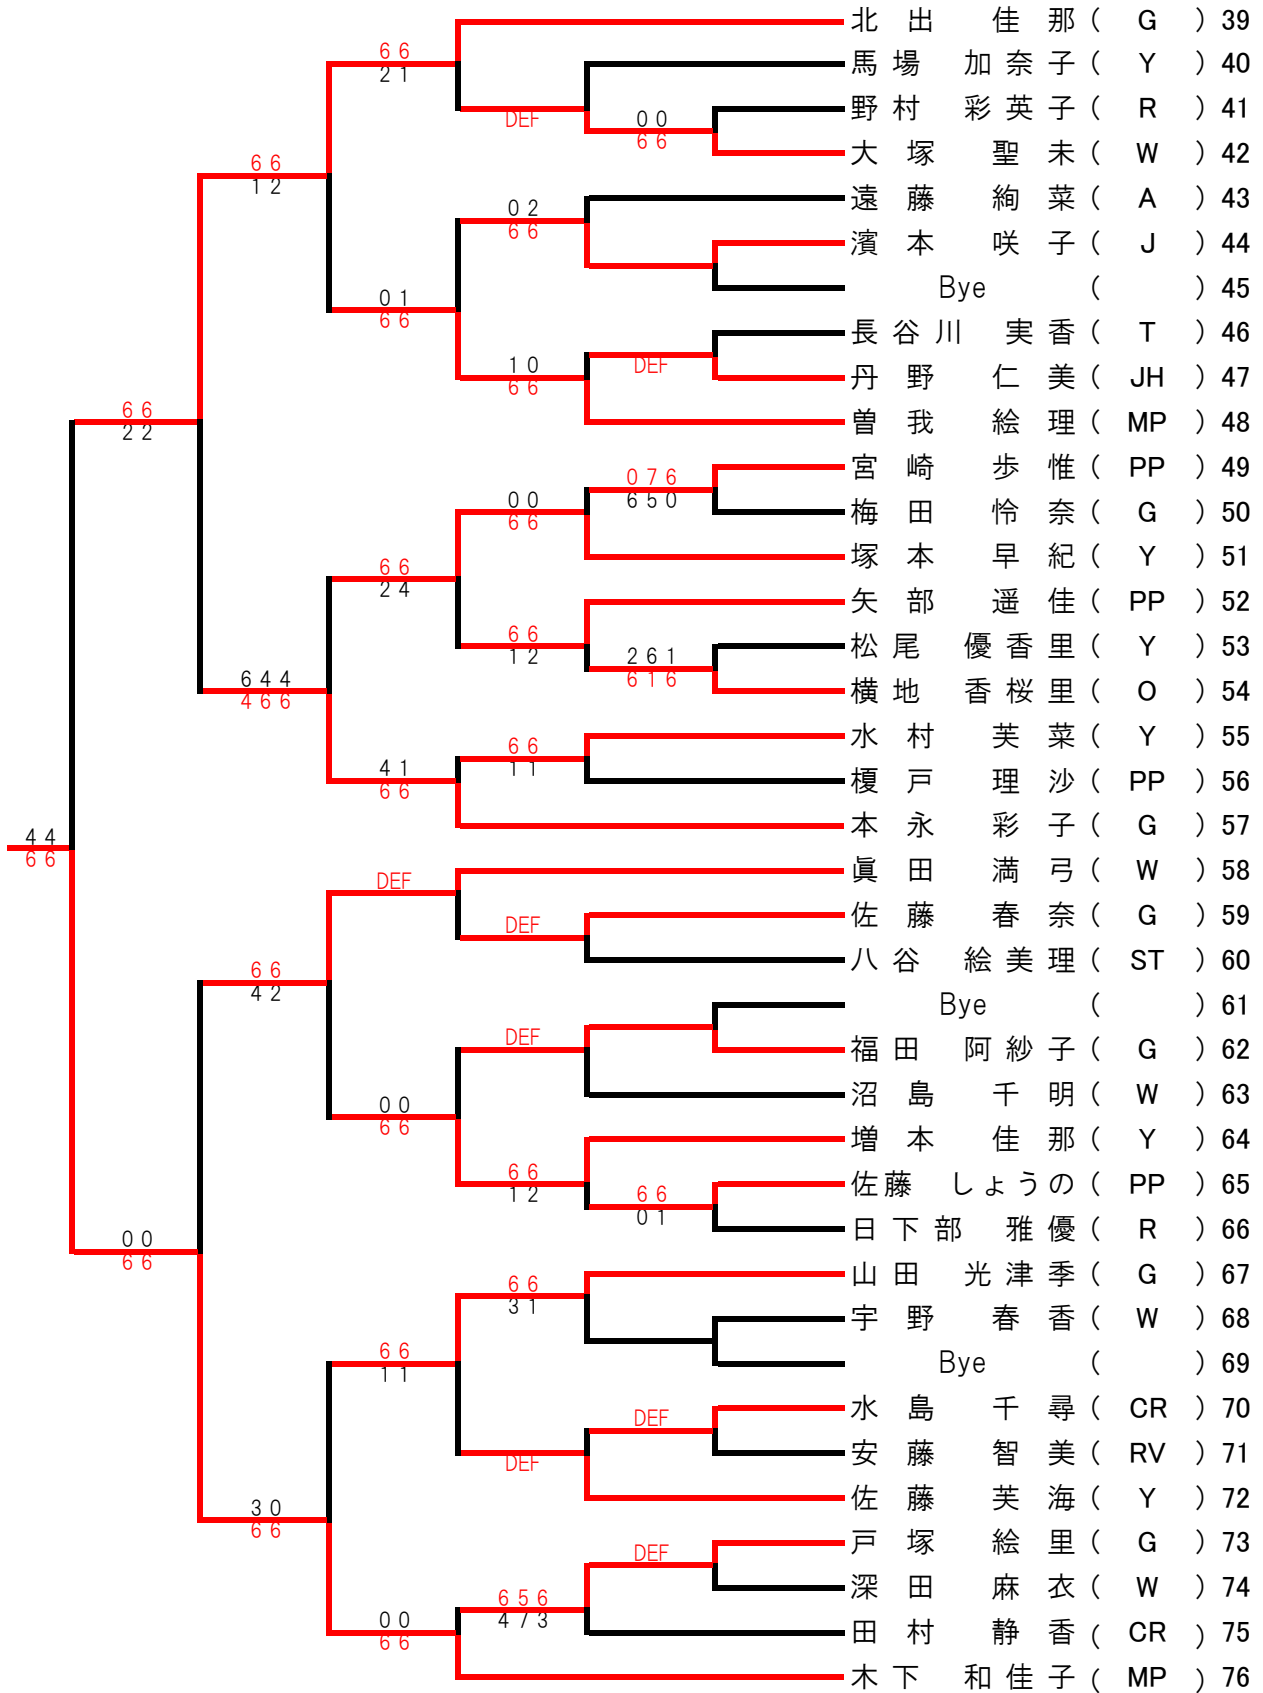 北出 佳那 ( G ) 39
6 6
2 1
馬場 加奈子 ( Y ) 40
DEF
野村 彩英子 ( R ) 41
0 0
6 6
大塚 聖未 ( W ) 42
6 6
1 2
遠藤 絢菜 ( A ) 43
0 2
6 6
濱本 咲子 ( J ) 44
Bye ( ) 45
0 1
6 6
長谷川 実香 ( T ) 46
1 0
6 6
DEF
丹野 仁美 ( JH ) 47
6 6
2 2
曽我 絵理 ( MP ) 48
宮崎 歩惟 ( PP ) 49
0 7 6
6 5 0
0 0
6 6
梅田 怜奈 ( G ) 50
塚本 早紀 ( Y ) 51
6 6
2 4
矢部 遥佳 ( PP ) 52
6 6
1 2
松尾 優香里 ( Y ) 53
2 6 1
6 1 6
6 4 4
4 6 6
横地 香桜里 ( O ) 54
水村 芙菜 ( Y ) 55
6 6
1 1
4 1
6 6
榎戸 理沙 ( PP ) 56
本永 彩子 ( G ) 57
4 4
6 6
眞田 満弓 ( W ) 58
DEF
佐藤 春奈 ( G ) 59
DEF
八谷 絵美理 ( ST ) 60
6 6
4 2
Bye ( ) 61
DEF
福田 阿紗子 ( G ) 62
沼島 千明 ( W ) 63
0 0
6 6
増本 佳那 ( Y ) 64
6 6
1 2
佐藤 しょうの ( PP ) 65
6 6
0 1
日下部 雅優 ( R ) 66
0 0
6 6
山田 光津季 ( G ) 67
6 6
3 1
宇野 春香 ( W ) 68
6 6
1 1
Bye ( ) 69
水島 千尋 ( CR ) 70
DEF
安藤 智美 ( RV ) 71
DEF
佐藤 芙海 ( Y ) 72
3 0
6 6
戸塚 絵里 ( G ) 73
DEF
深田 麻衣 ( W ) 74
6 5 6
4 7 3
0 0
6 6
田村 静香 ( CR ) 75
木下 和佳子 ( MP ) 76